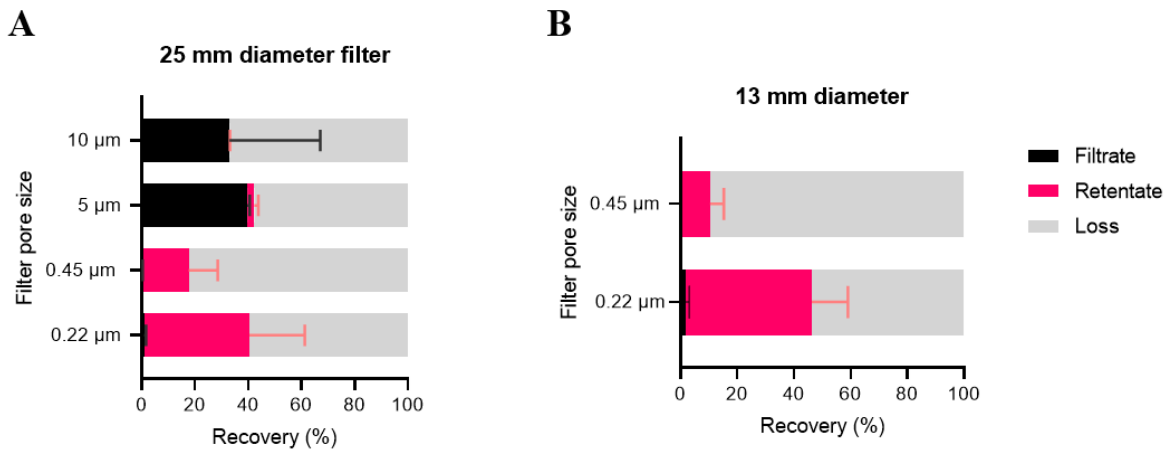 A
25 mm diameter filter
Filter pore size
10 µm
5 µm
0.45 µm
0.22 µm
0 20 40 60 80 100
Recovery (%)
B
13 mm diameter
Filter pore size
0.45 µm
0.22 µm
0 20 40 60 80 100
Recovery (%)
Filtrate
Retentate
Loss